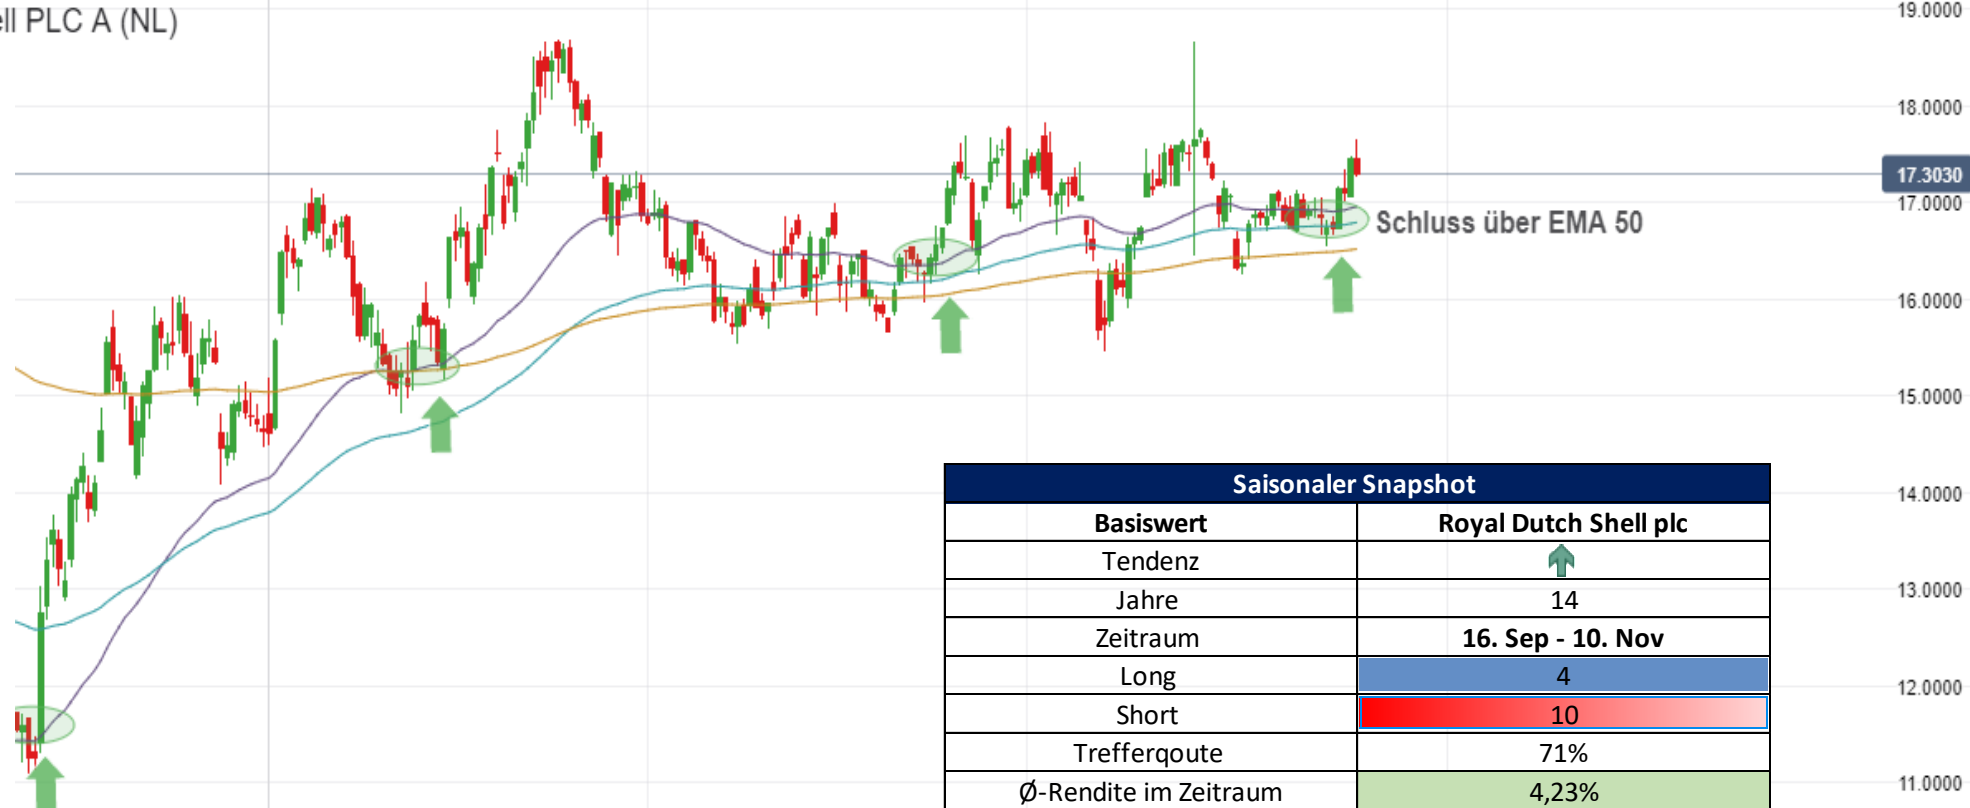 ll PLC A (NL)
19.0000
18.0000
17.3030
17.0000
Schluss über EMA 50
16.0000
15.0000
14.0000
13.0000
12.0000
11.0000
Saisonaler Snapshot
Basiswert Royal Dutch Shell plc
Tendenz
Jahre 14
Zeitraum 16. Sep - 10. Nov
Long 4
Short 10
Trefferqoute 71%
Ø-Rendite im Zeitraum 4,23%